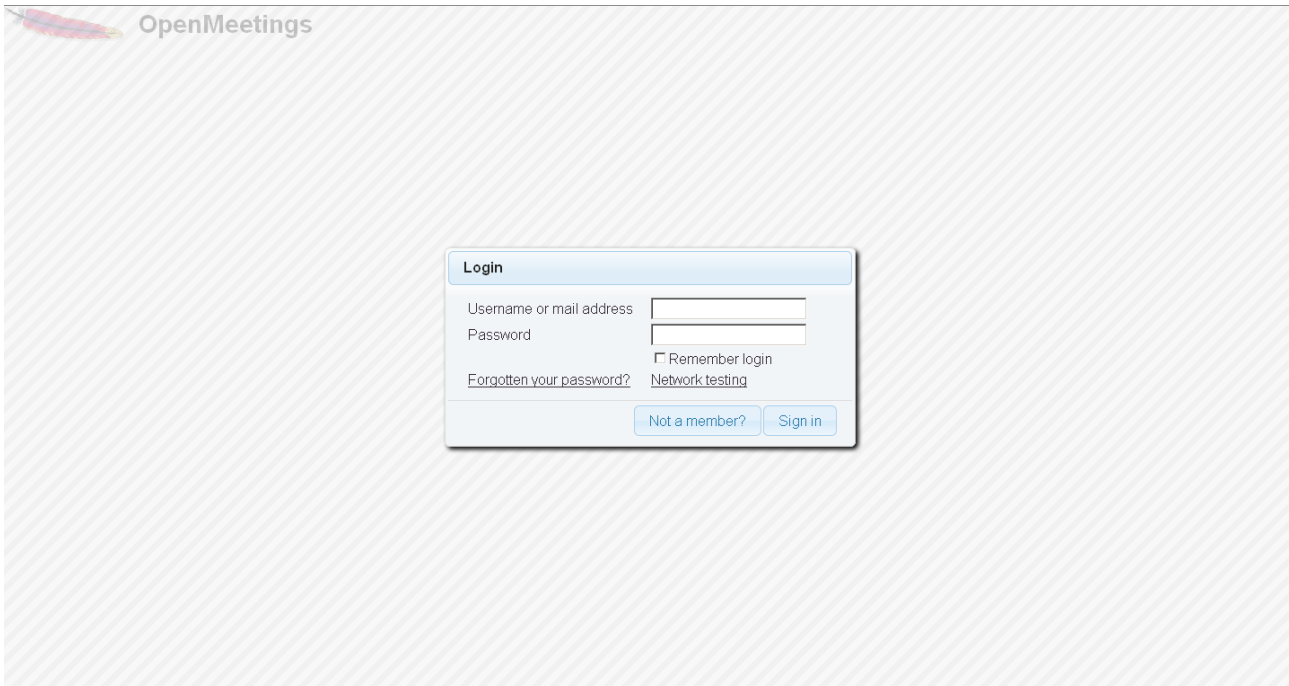 OpenMeetings
Login
Username or mail address
Password
Remember login
Forgotten your password? Network testing
Not a member? Sign in